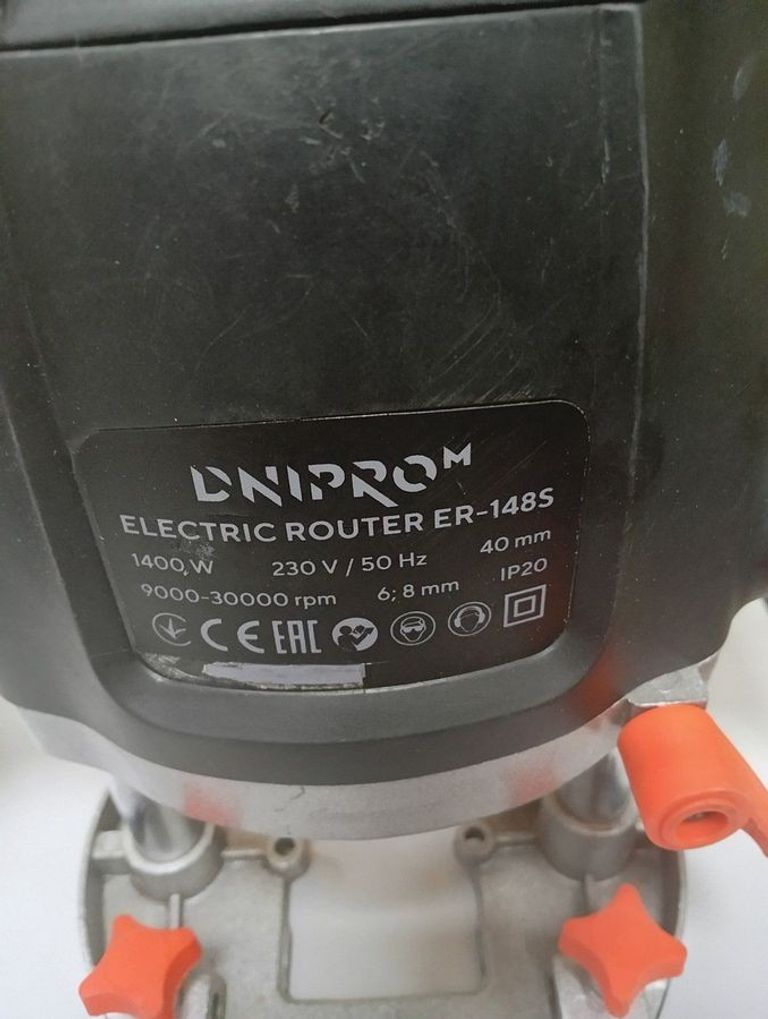 DNIPROM
ELECTRIC ROUTER ER-148S
1400 W 230 V / 50 Hz 40 mm
9000-30000 rpm 6; 8 mm IP20
CE EAC